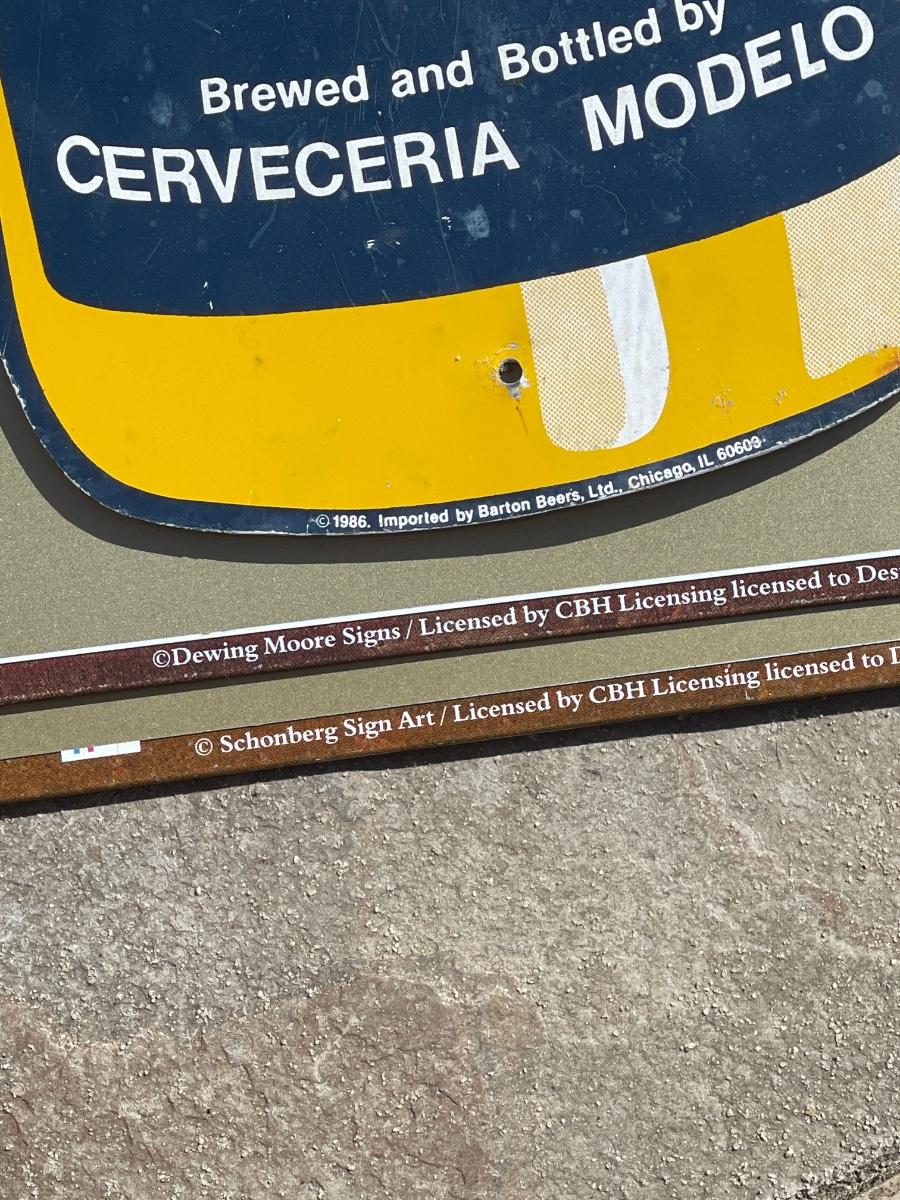 Brewed and Bottled by
CERVECERIA MODELO
©1986. Imported by Barton Beers, Ltd., Chicago, IL 60603
©Dewing Moore Signs / Licensed by CBH Licensing licensed to Des
© Schonberg Sign Art / Licensed by CBH Licensing licensed to D